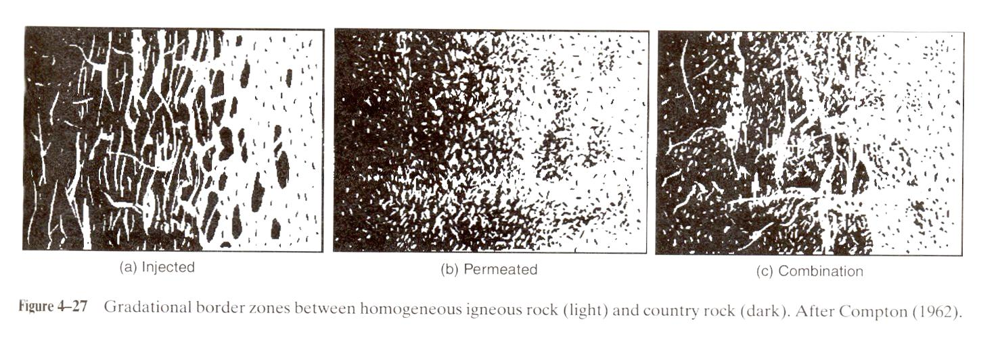 (a) Injected
(b) Permeated
(c) Combination
Figure 4–27 Gradational border zones between homogeneous igneous rock (light) and country rock (dark). After Compton (1962).